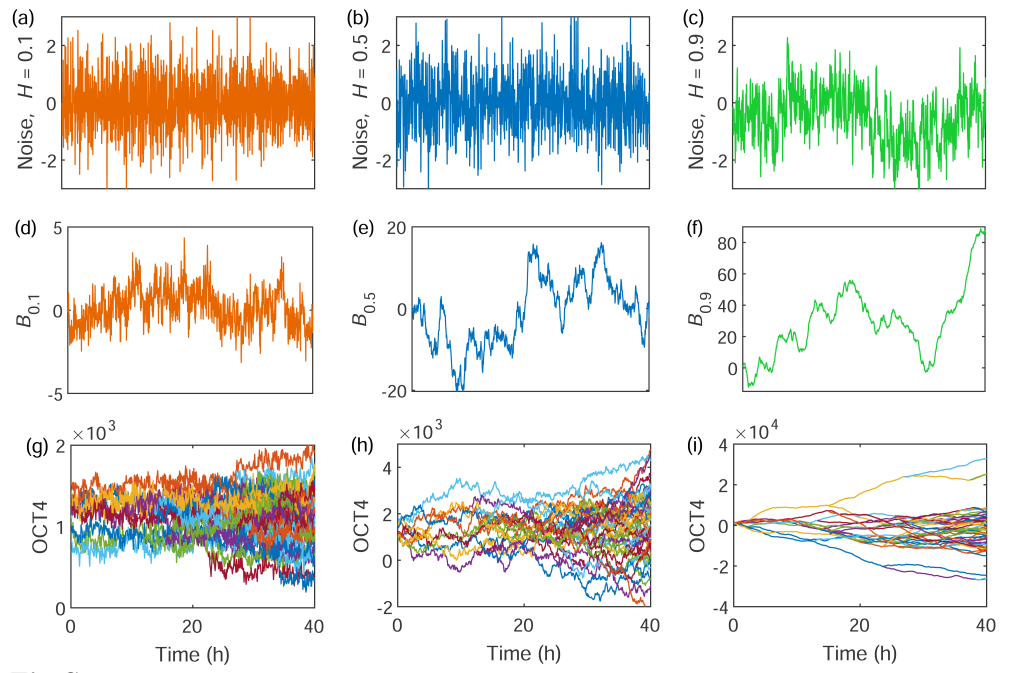 (a) (b) (c)
Noise, H = 0.1
2
0
-2
Noise, H = 0.5
2
0
-2
Noise, H = 0.9
2
0
-2
(d) (e) (f)
B0.1
5
0
-5
B0.5
20
0
-20
B0.9
80
60
40
20
0
(g) (h) (i)
×10³
OCT4
2
1
0
0 20 40
Time (h)
×10³
OCT4
4
2
0
-2
0 20 40
Time (h)
×10⁴
OCT4
4
2
0
-2
-4
0 20 40
Time (h)